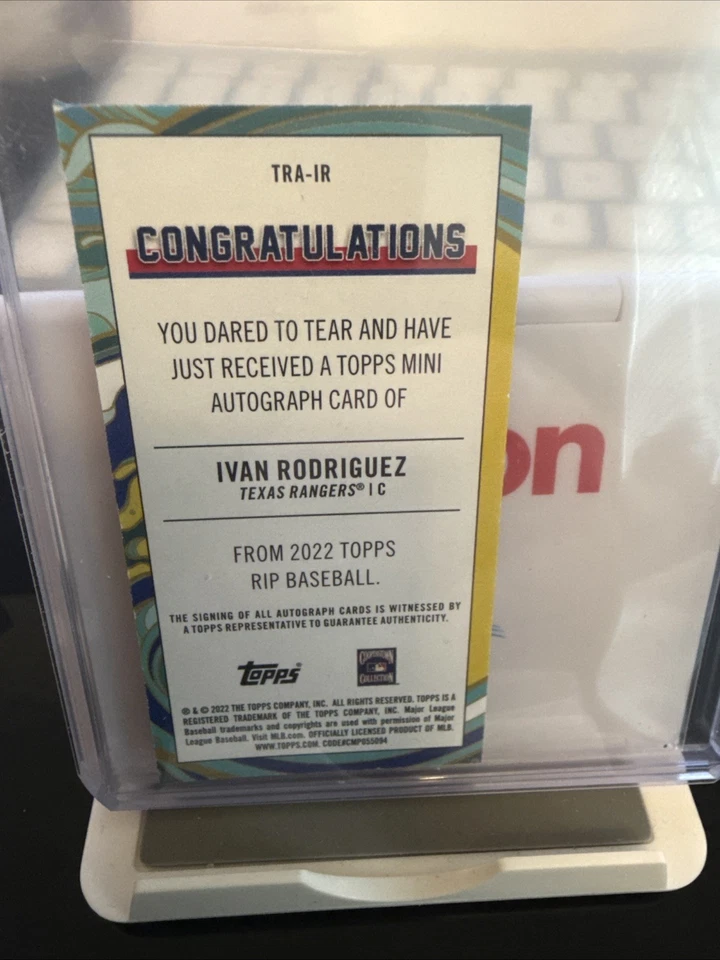 TRA-IR
CONGRATULATIONS
YOU DARED TO TEAR AND HAVE
JUST RECEIVED A TOPPS MINI
AUTOGRAPH CARD OF
IVAN RODRIGUEZ
TEXAS RANGERS® | C
FROM 2022 TOPPS
RIP BASEBALL.
THE SIGNING OF ALL AUTOGRAPH CARDS IS WITNESSED BY
A TOPPS REPRESENTATIVE TO GUARANTEE AUTHENTICITY.
topps®
COOPERSTOWN
COLLECTION
® & © 2022 THE TOPPS COMPANY, INC. ALL RIGHTS RESERVED. TOPPS IS A
REGISTERED TRADEMARK OF THE TOPPS COMPANY, INC. Major League
Baseball trademarks and copyrights are used with permission of Major
League Baseball. Visit MLB.com. OFFICIALLY LICENSED PRODUCT OF MLB.
WWW.TOPPS.COM. CODE#CMP055094
on